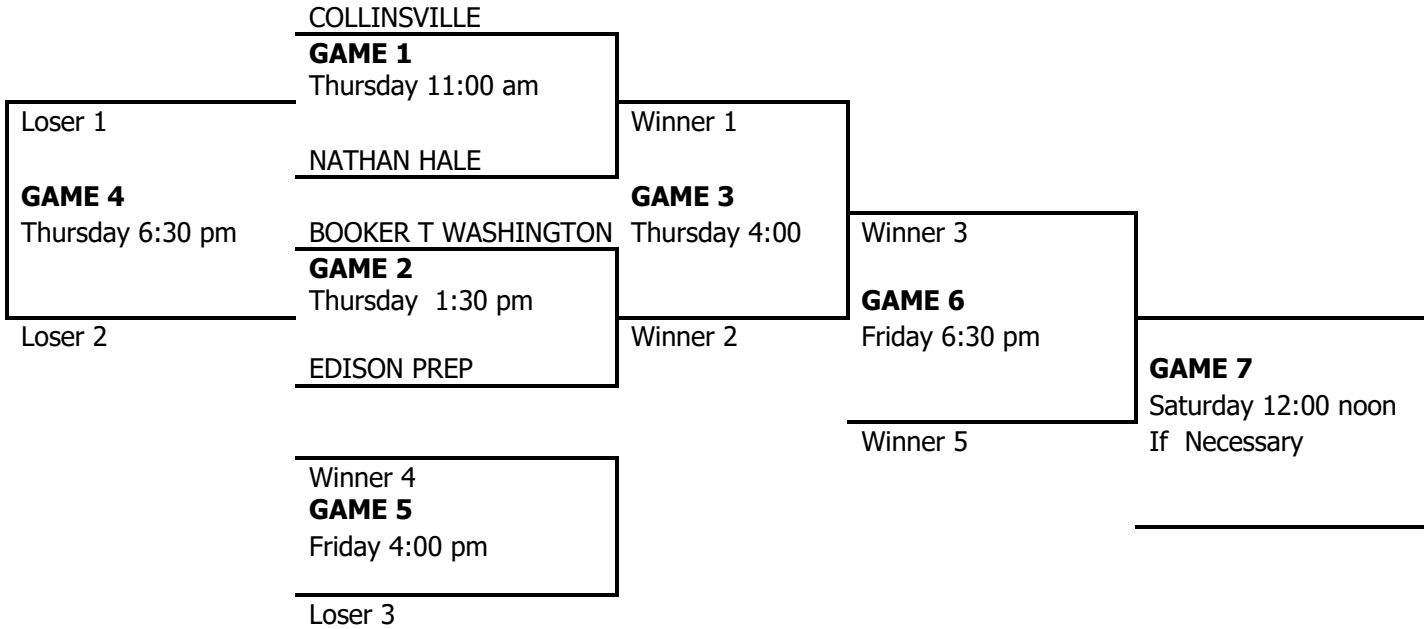 COLLINSVILLE
GAME 1
Thursday 11:00 am
Loser 1
Winner 1
NATHAN HALE
GAME 4
GAME 3
Thursday 6:30 pm
BOOKER T WASHINGTON
Thursday 4:00
Winner 3
GAME 2
Thursday 1:30 pm
GAME 6
Loser 2
Winner 2
Friday 6:30 pm
EDISON PREP
GAME 7
Saturday 12:00 noon
Winner 5
If Necessary
Winner 4
GAME 5
Friday 4:00 pm
Loser 3